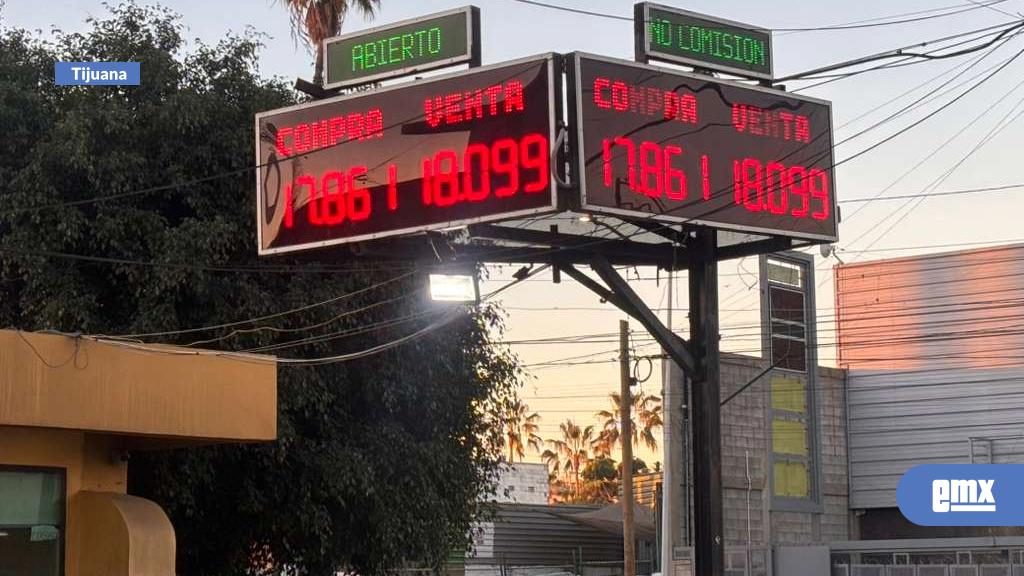 Tijuana
ABIERTO
COMPRA VENTA
17.861 18.099
NO COMISION
COMPRA VENTA
17.861 18.099
emx